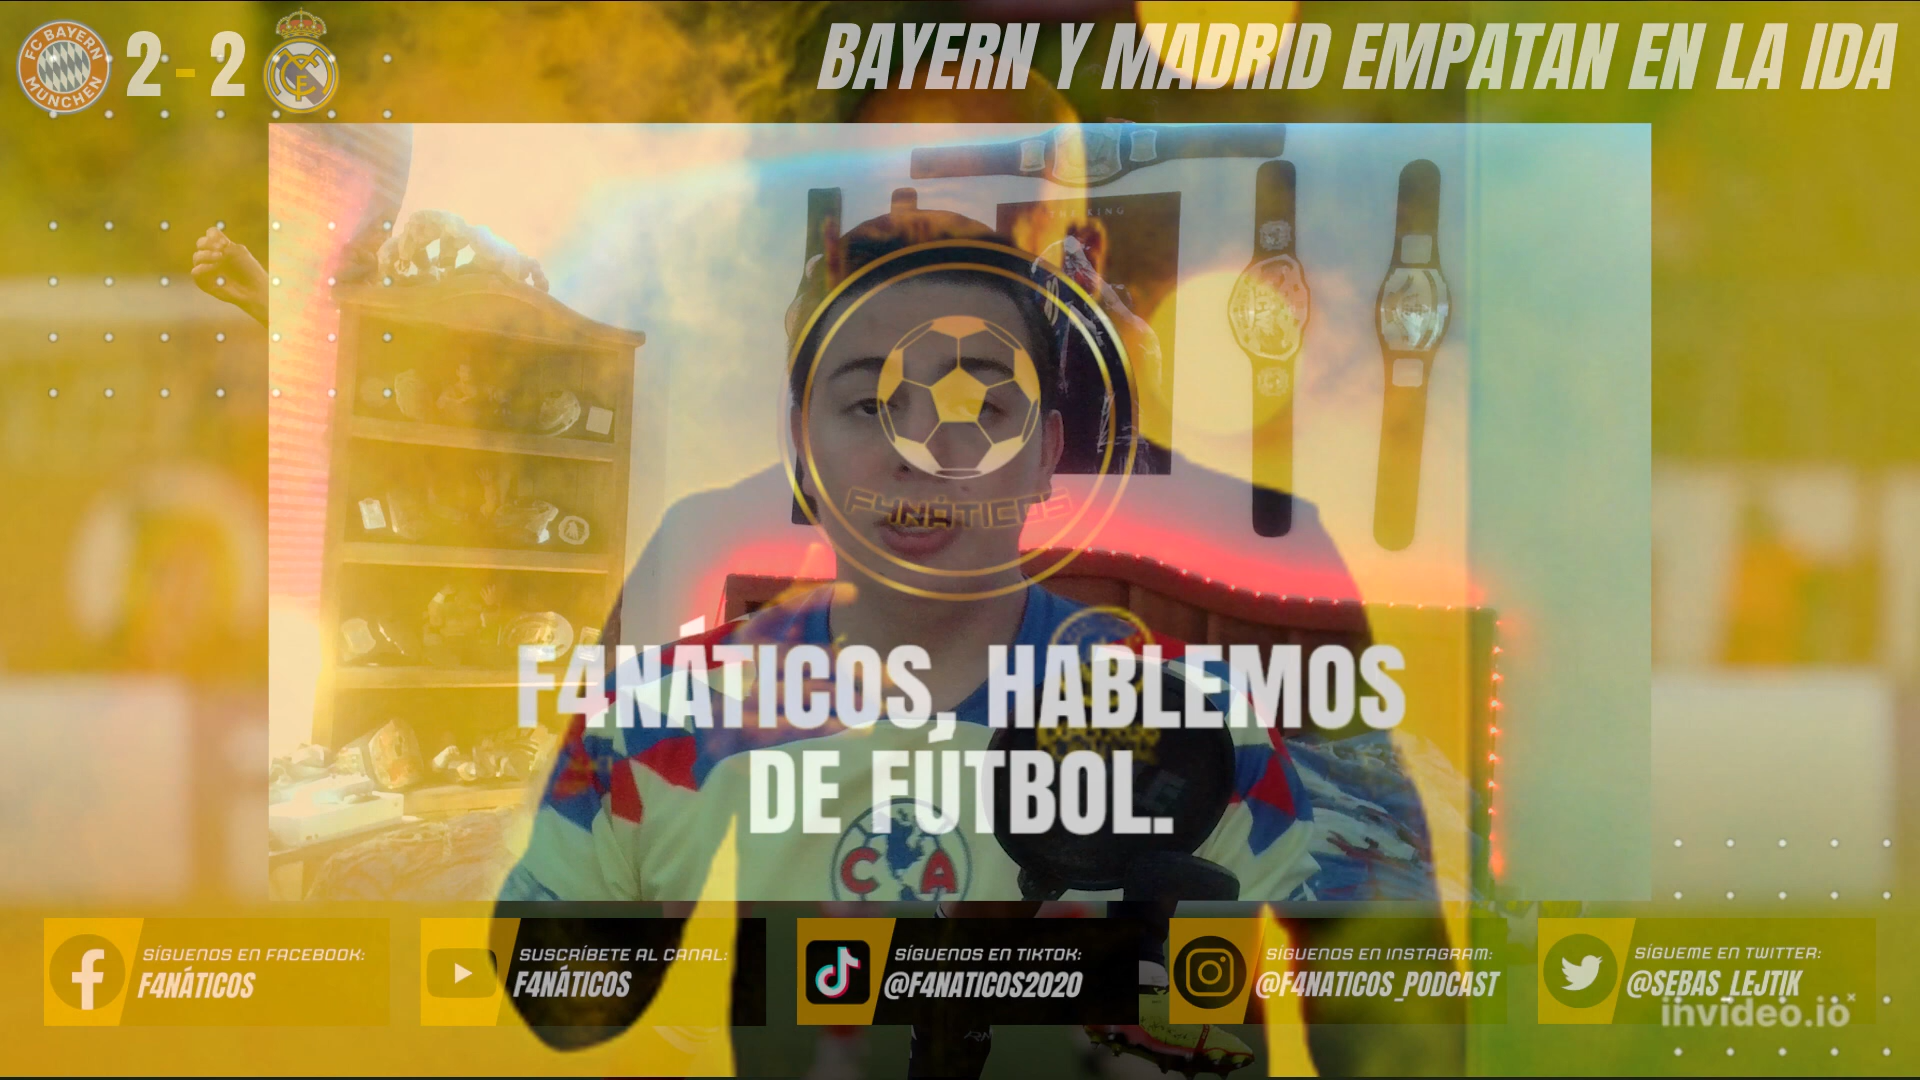 FC BAYERN
MÜNCHEN
2 - 2
BAYERN Y MADRID EMPATAN EN LA IDA
THE KING
F4NÁTICOS
F4NÁTICOS, HABLEMOS
DE FÚTBOL.
C A
SÍGUENOS EN FACEBOOK:
F4NÁTICOS
SUSCRÍBETE AL CANAL:
F4NÁTICOS
SÍGUENOS EN TIKTOK:
@F4NATICOS2020
SÍGUENOS EN INSTAGRAM:
@F4NATICOS_PODCAST
SÍGUEME EN TWITTER:
@SEBAS_LEJTIK
invideo.io